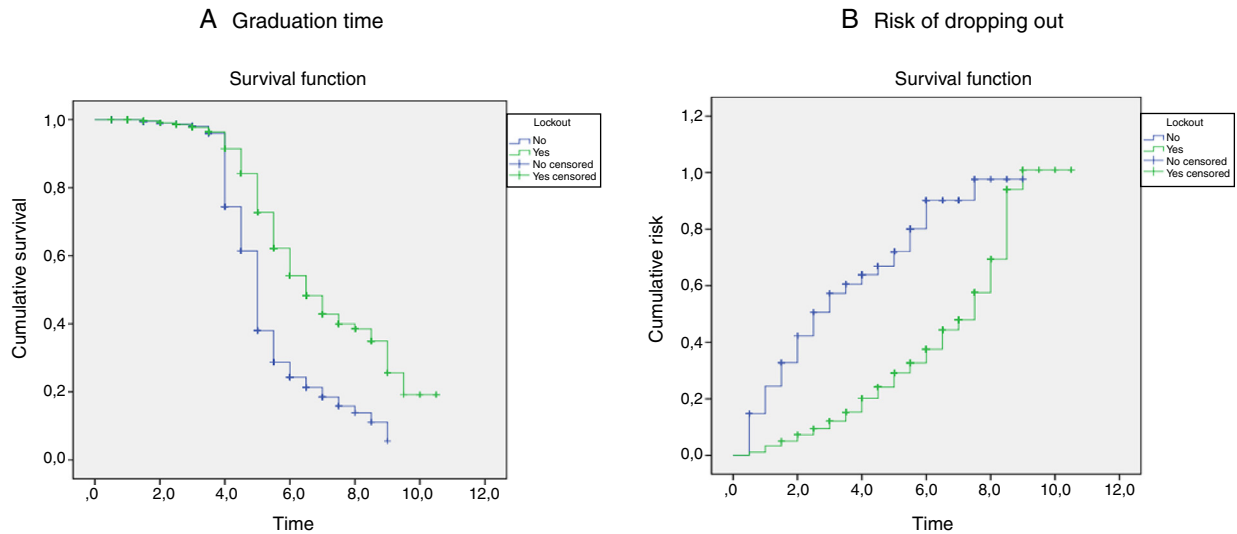 A Graduation time
Survival function
Lockout
No
Yes
No censored
Yes censored
1,0
0,8
0,6
0,4
0,2
0,0
Cumulative survival
,0 2,0 4,0 6,0 8,0 10,0 12,0
Time
B Risk of dropping out
Survival function
Lockout
No
Yes
No censored
Yes censored
1,2
1,0
0,8
0,6
0,4
0,2
0,0
Cumulative risk
,0 2,0 4,0 6,0 8,0 10,0 12,0
Time